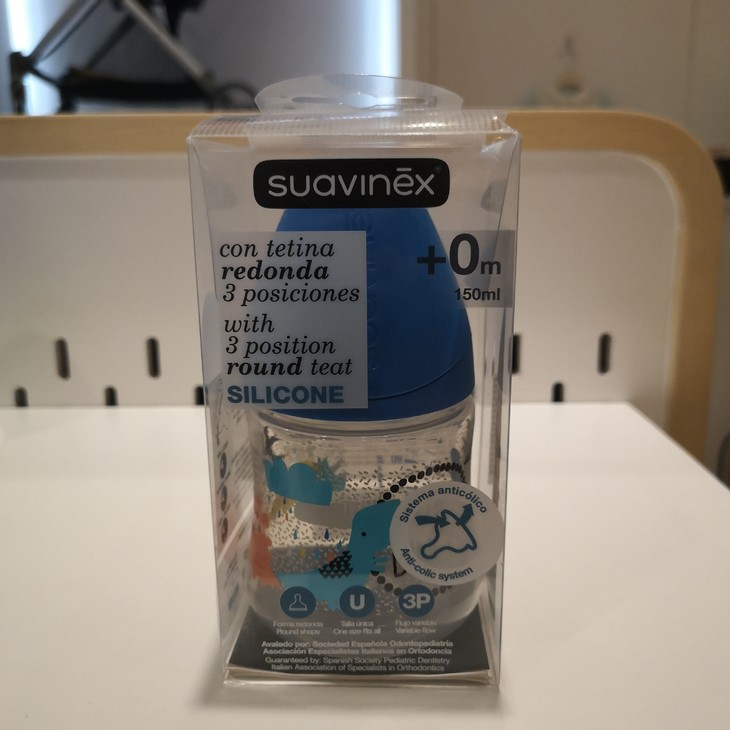 suavinēx
con tetina
redonda
3 posiciones
with
3 position
round teat
SILICONE
+0m
150ml
Sistema anticólico
Anti-colic system
U
3P
Forma redonda
Round shape
Talla única
One size fits all
Flujo variable
Variable flow
Avalado por: Sociedad Española Odontopediatría
Asociación Especialistas Italianos en Ortodoncia
Guaranteed by: Spanish Society Pediatric Dentistry
Italian Association of Specialists in Orthodontics